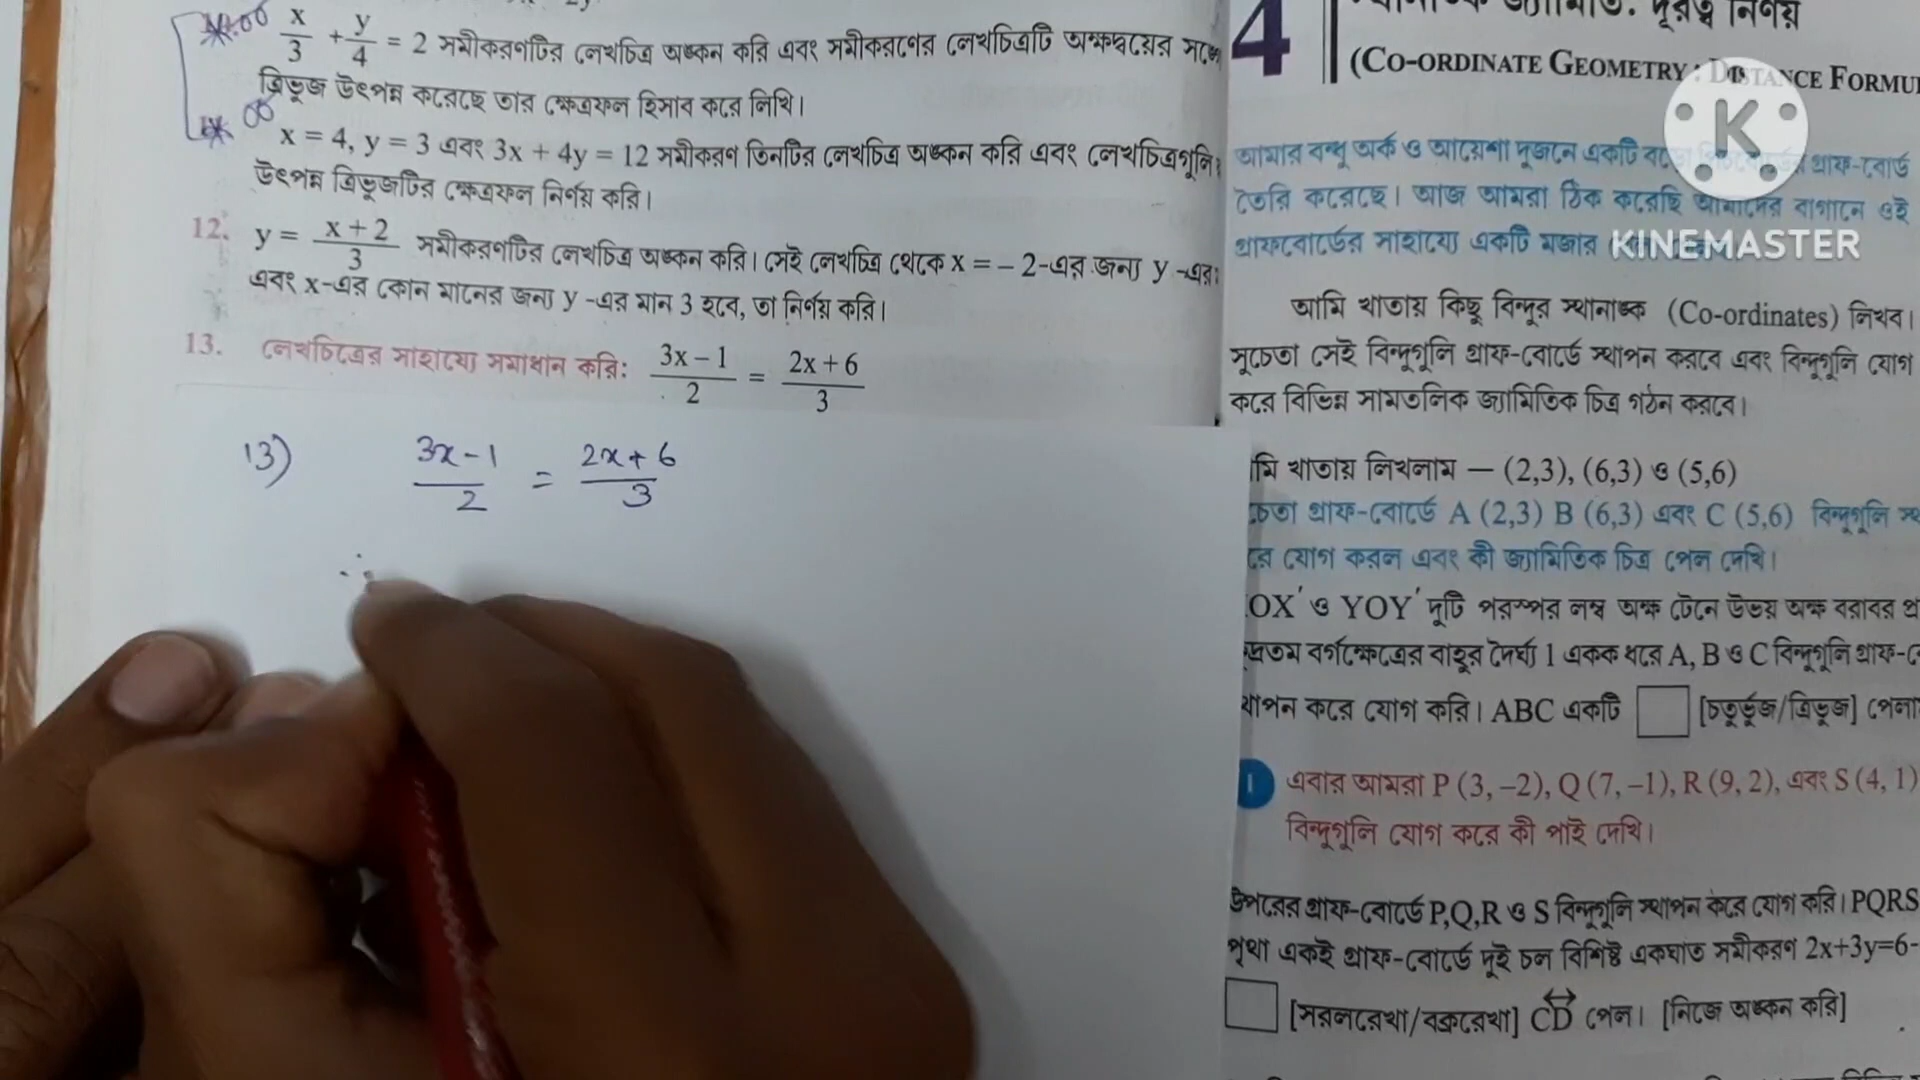 x/3 + y/4 = 2 সমীকরণটির লেখচিত্র অঙ্কন করি এবং সমীকরণের লেখচিত্রটি অক্ষদ্বয়ের সঙ্গে
ত্রিভুজ উৎপন্ন করেছে তার ক্ষেত্রফল হিসাব করে লিখি।
x = 4, y = 3 এবং 3x + 4y = 12 সমীকরণ তিনটির লেখচিত্র অঙ্কন করি এবং লেখচিত্রগুলি
উৎপন্ন ত্রিভুজটির ক্ষেত্রফল নির্ণয় করি।
12. y = (x + 2)/3 সমীকরণটির লেখচিত্র অঙ্কন করি। সেই লেখচিত্র থেকে x = – 2-এর জন্য y -এর
এবং x-এর কোন মানের জন্য y -এর মান 3 হবে, তা নির্ণয় করি।
13. লেখচিত্রের সাহায্যে সমাধান করি: (3x – 1)/2 = (2x + 6)/3
13) (3x - 1)/2 = (2x + 6)/3
∴
4
স্থানাঙ্ক জ্যামিতি: দূরত্ব নির্ণয়
(CO-ORDINATE GEOMETRY : DISTANCE
আমার বন্ধু অর্ক ও আয়েশা দুজনে একটি গ্রাফ-বোর্ড
তৈরি করেছে। আজ আমরা ঠিক করেছি আমাদের বাগানে ওই
গ্রাফবোর্ডের সাহায্যে একটি মজার
K
KINEMASTER
আমি খাতায় কিছু বিন্দুর স্থানাঙ্ক (Co-ordinates) লিখব।
সুচেতা সেই বিন্দুগুলি গ্রাফ-বোর্ডে স্থাপন করবে এবং বিন্দুগুলি যোগ
করে বিভিন্ন সামতলিক জ্যামিতিক চিত্র গঠন করবে।
মি খাতায় লিখলাম — (2,3), (6,3) ও (5,6)
চেতা গ্রাফ-বোর্ডে A (2,3) B (6,3) এবং C (5,6) বিন্দুগুলি
রে যোগ করল এবং কী জ্যামিতিক চিত্র পেল দেখি।
OX′ ও YOY′ দুটি পরস্পর লম্ব অক্ষ টেনে উভয় অক্ষ বরাবর
দ্রতম বর্গক্ষেত্রের বাহুর দৈর্ঘ্য 1 একক ধরে A, B ও C বিন্দুগুলি গ্রাফ-
থাপন করে যোগ করি। ABC একটি [চতুর্ভুজ/ত্রিভুজ] পেলা
1 এবার আমরা P (3, –2), Q (7, –1), R (9, 2), এবং S (4, 1)
বিন্দুগুলি যোগ করে কী পাই দেখি।
উপরের গ্রাফ-বোর্ডে P,Q,R ও S বিন্দুগুলি স্থাপন করে যোগ করি। PQRS
পৃথা একই গ্রাফ-বোর্ডে দুই চল বিশিষ্ট একঘাত সমীকরণ 2x+3y=6-
[সরলরেখা/বক্ররেখা] CD পেল। [নিজে অঙ্কন করি]